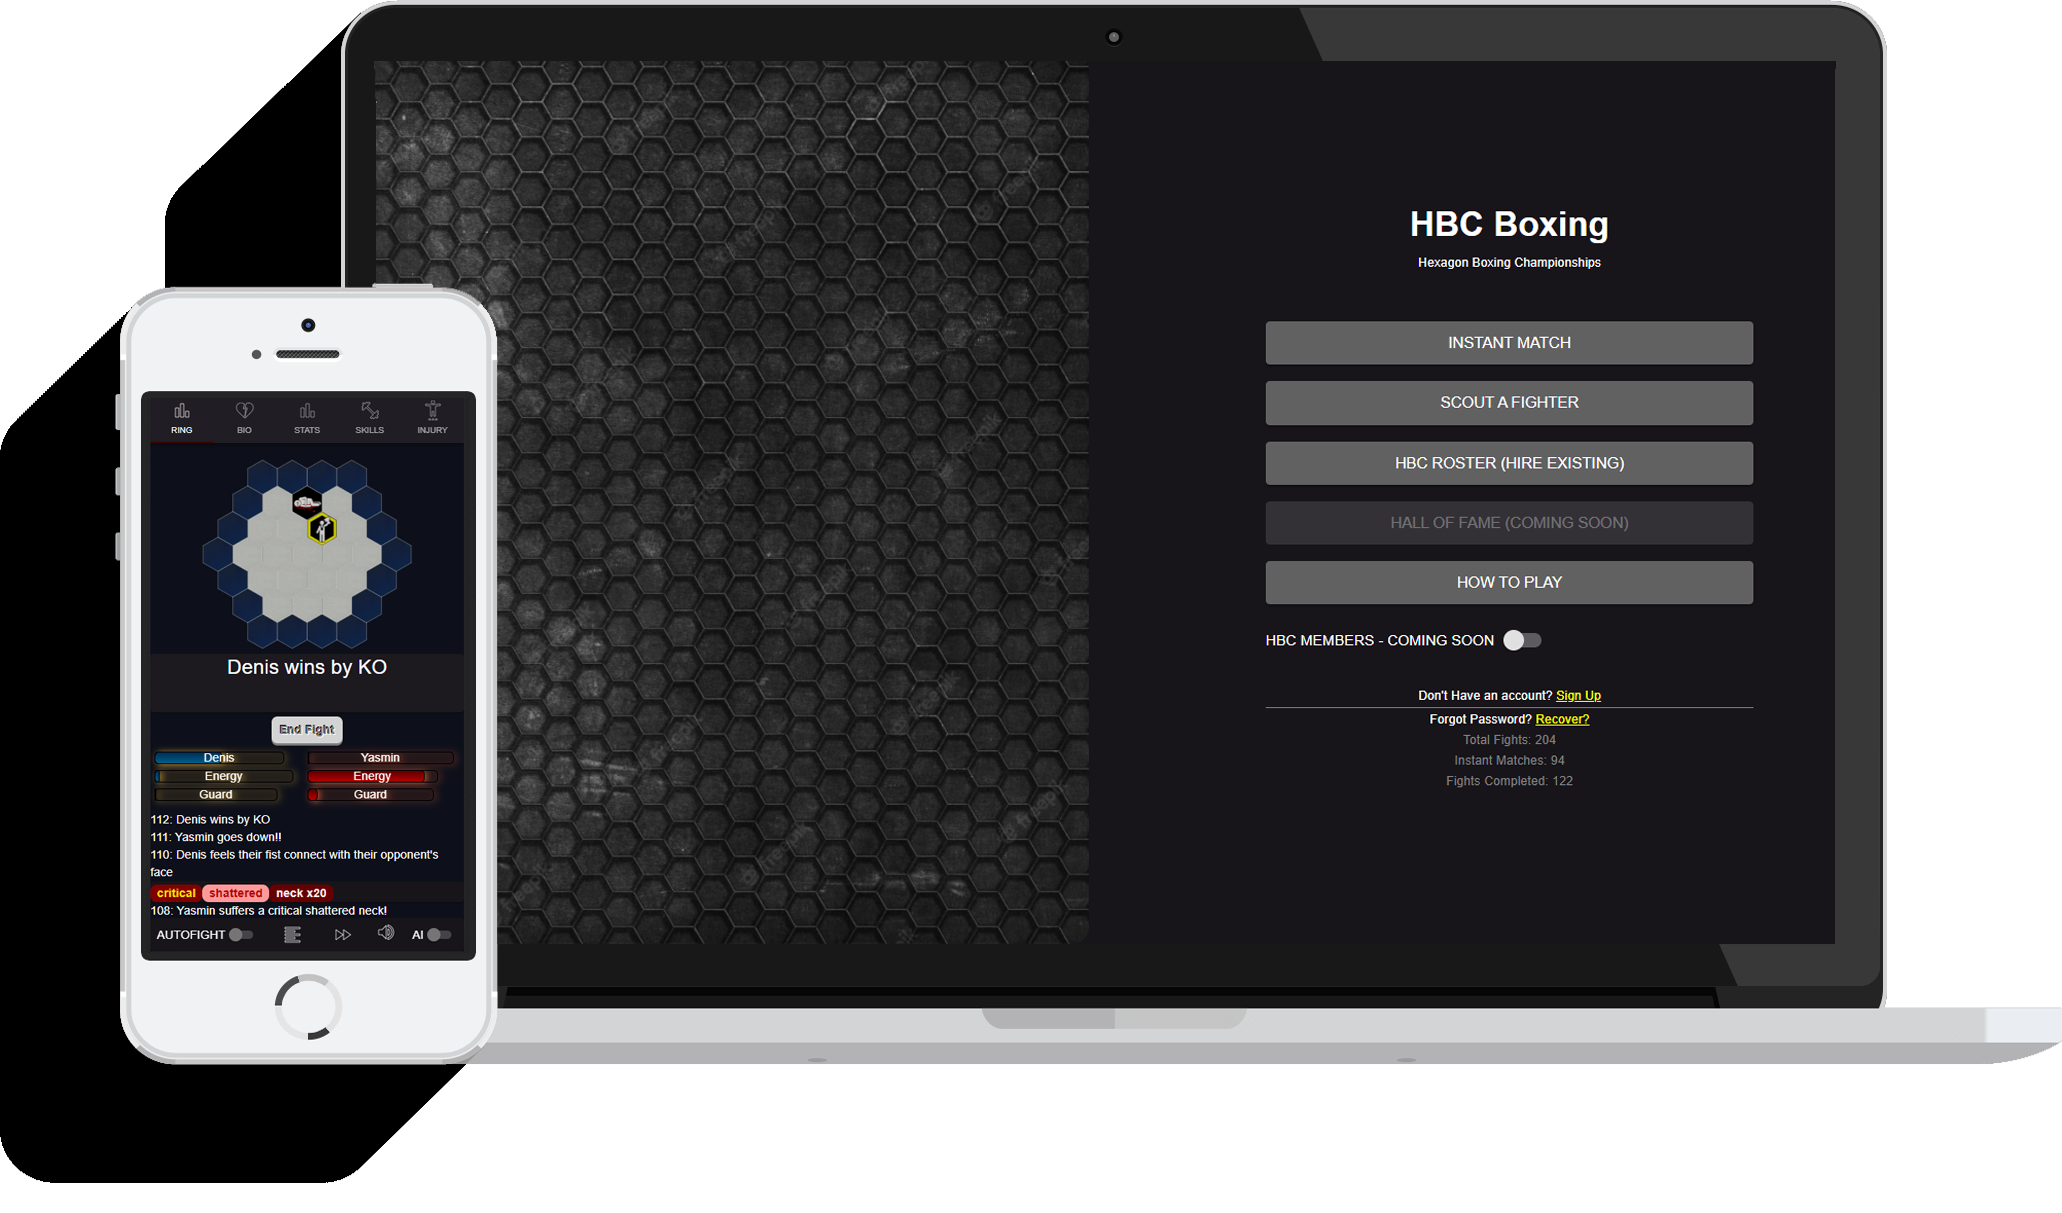 HBC Boxing
Hexagon Boxing Championships
INSTANT MATCH
SCOUT A FIGHTER
HBC ROSTER (HIRE EXISTING)
HALL OF FAME (COMING SOON)
HOW TO PLAY
HBC MEMBERS - COMING SOON
Don't Have an account? Sign Up
Forgot Password? Recover?
Total Fights: 204
Instant Matches: 94
Fights Completed: 122
RING BIO STATS SKILLS INJURY
Denis wins by KO
End Fight
Denis Yasmin
Energy Energy
Guard Guard
112: Denis wins by KO
111: Yasmin goes down!!
110: Denis feels their fist connect with their opponent's
face
critical shattered neck x20
108: Yasmin suffers a critical shattered neck!
AUTOFIGHT AI
freepik
freepik
freepik
freepik